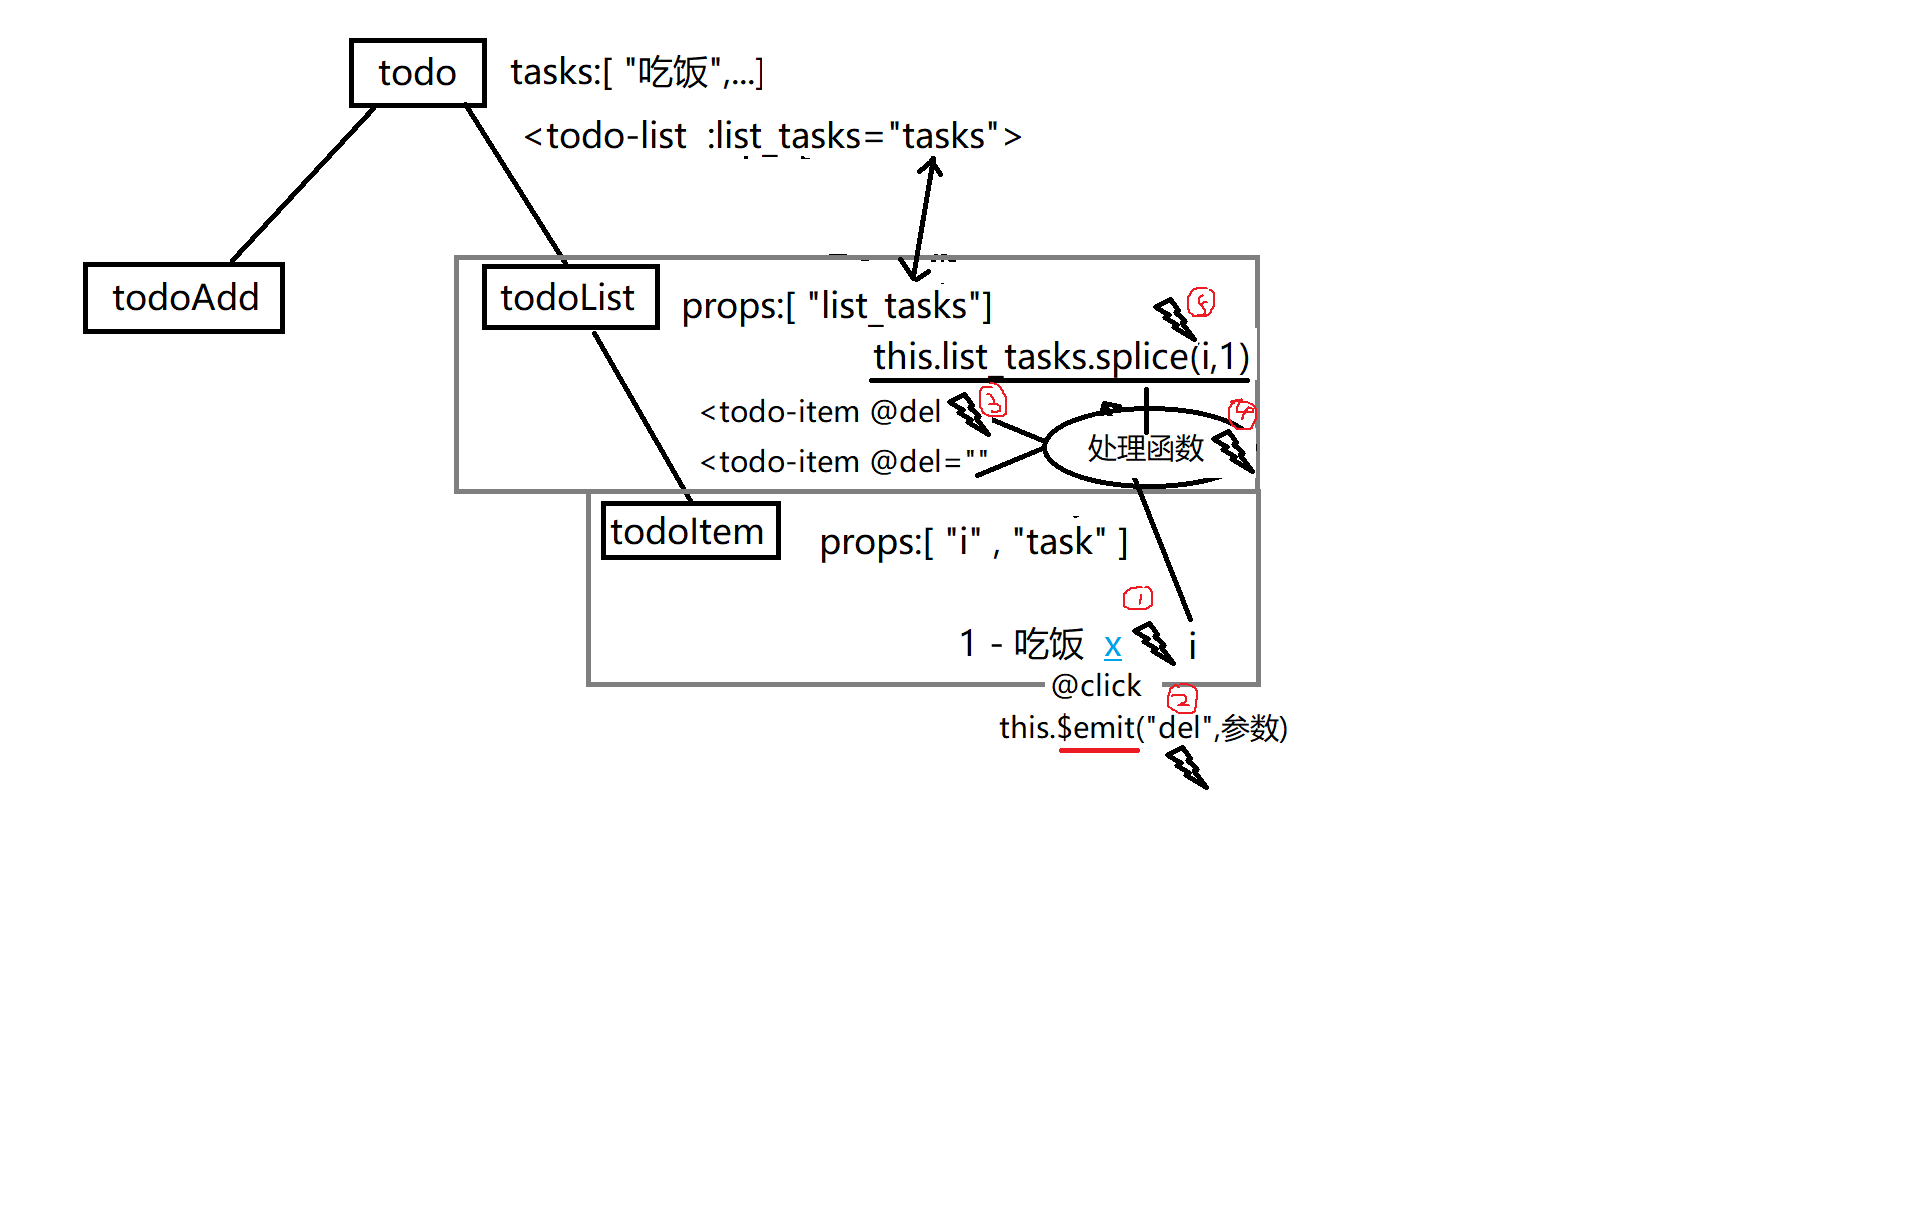 todo
tasks:[ "吃饭",...]
<todo-list  :list_tasks="tasks">
todoAdd
todoList
props:[ "list_tasks"]
5
this.list_tasks.splice(i,1)
<todo-item @del
3
4
处理函数
<todo-item @del=""
todoItem
props:[ "i" , "task" ]
1
1 - 吃饭  x
i
@click
2
this.$emit("del",参数)